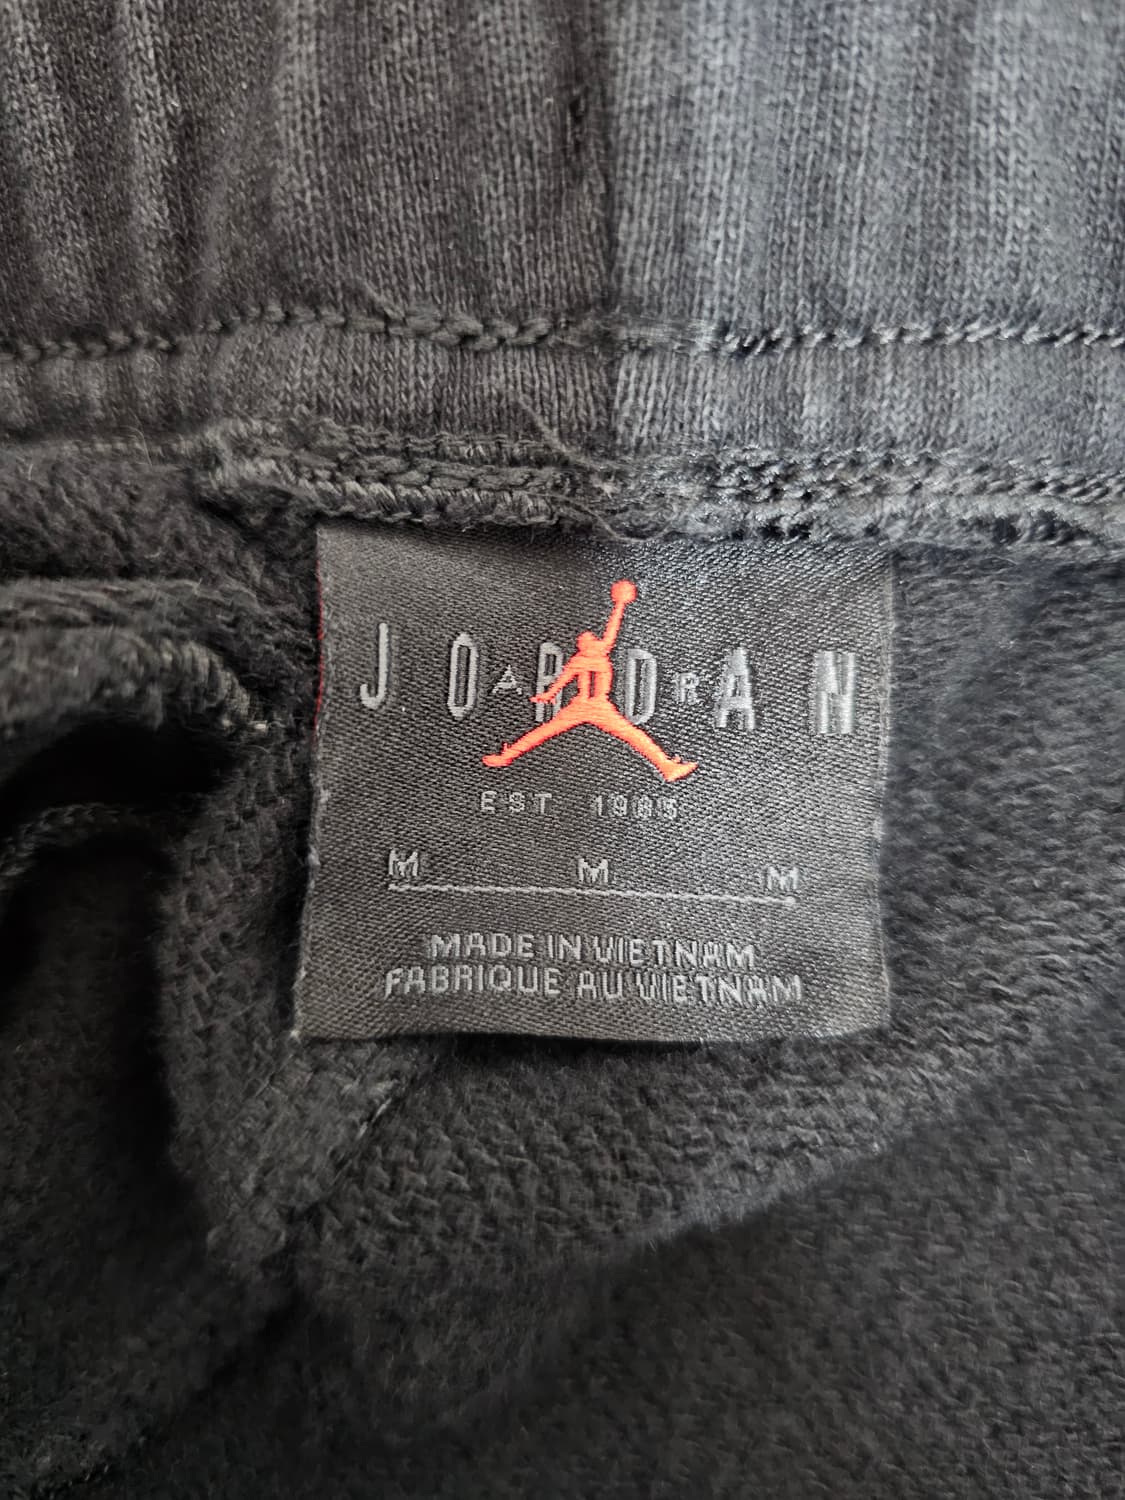 JORDAN
A R
EST. 1985
M M M
MADE IN VIETNAM
FABRIQUE AU VIETNAM